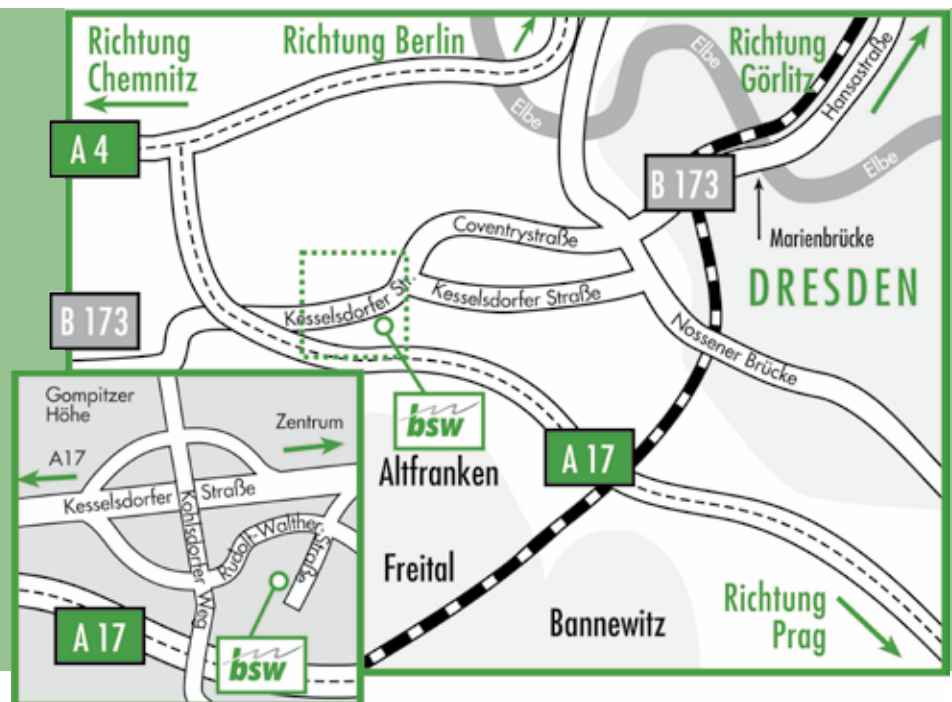 Richtung
Chemnitz
Richtung Berlin
Richtung
Görlitz
Hansastraße
Elbe
Elbe
Elbe
A 4
B 173
Marienbrücke
Coventrystraße
DRESDEN
Kesselsdorfer Str.
Kesselsdorfer Straße
B 173
Nossener Brücke
bsw
Altfranken
A 17
Freital
Bannewitz
Richtung
Prag
Gompitzer
Höhe
Zentrum
A17
Kesselsdorfer Straße
Kohlsdorfer Weg
Rudolf-Walther-Straße
A 17
bsw